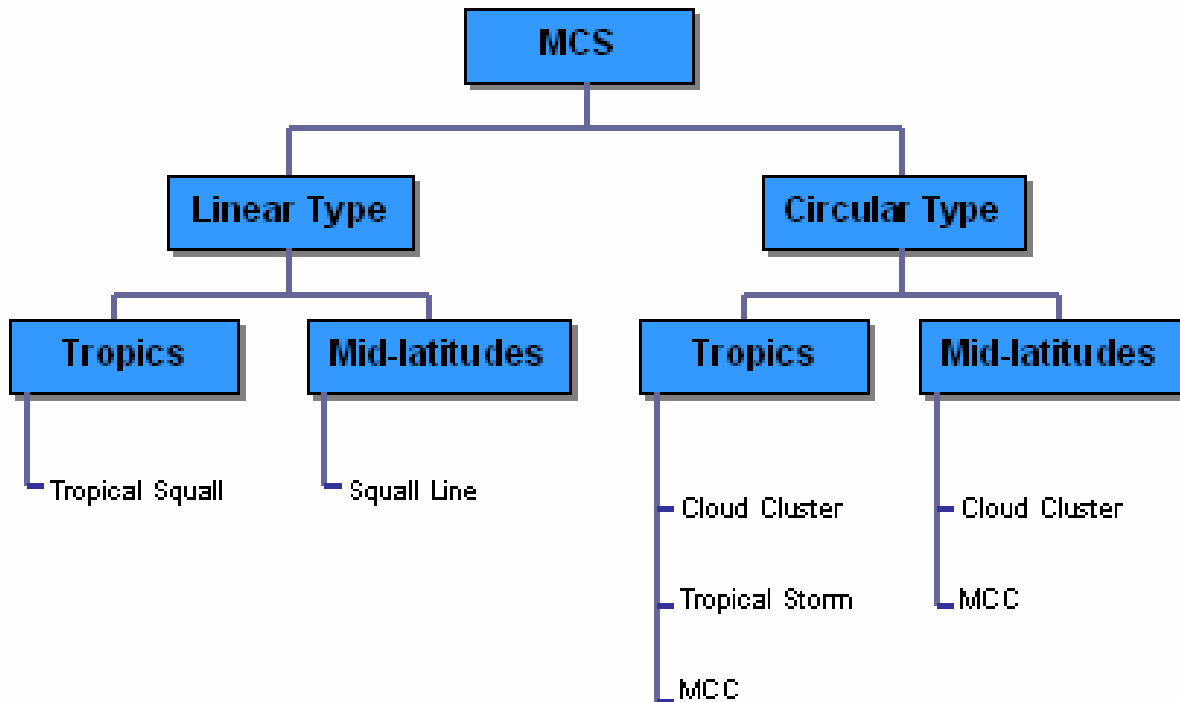 MCS
Linear Type
Circular Type
Tropics
Mid-latitudes
Tropics
Mid-latitudes
Tropical Squall
Squall Line
Cloud Cluster
Cloud Cluster
Tropical Storm
MCC
MCC